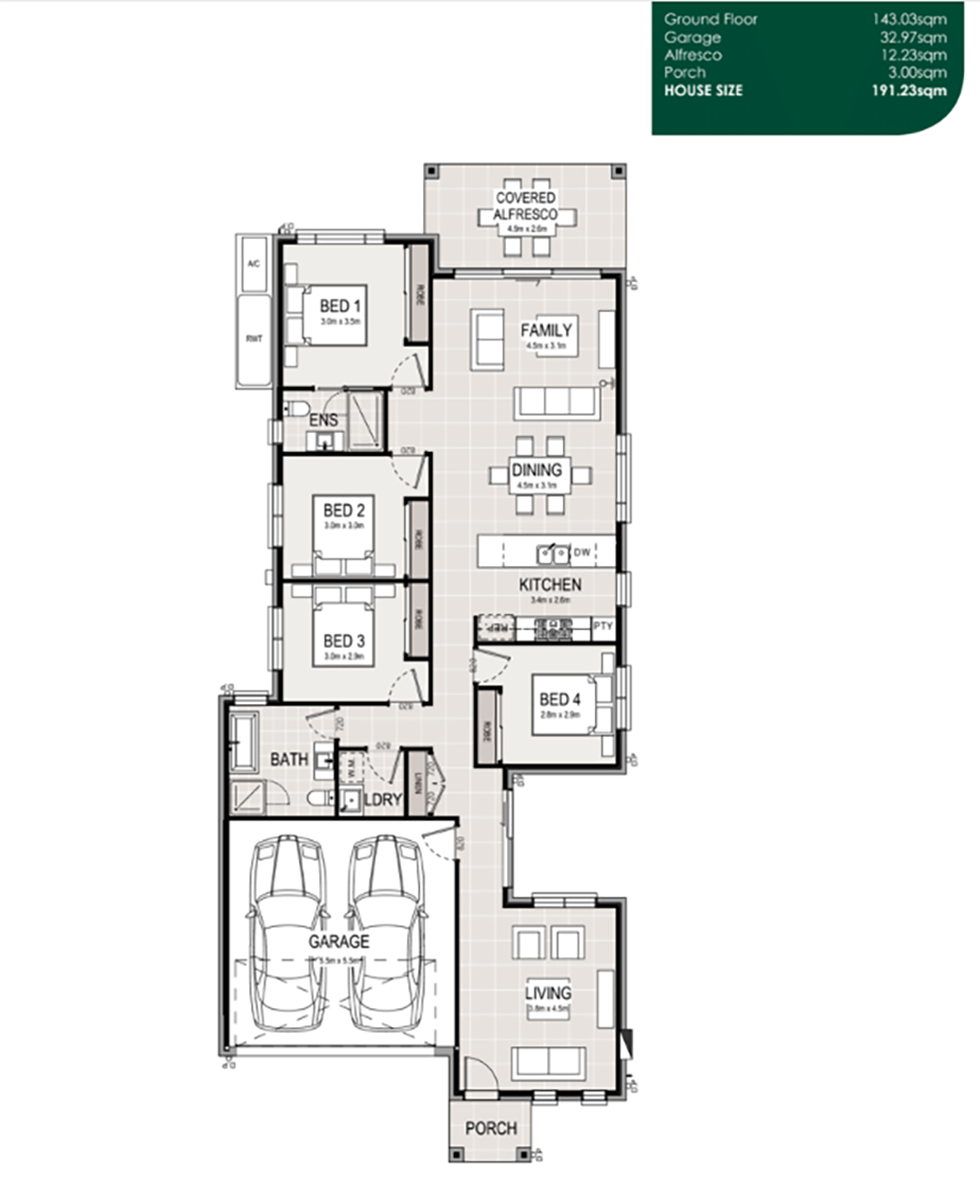 Ground Floor 143.03sqm
Garage 32.97sqm
Alfresco 12.23sqm
Porch 3.00sqm
HOUSE SIZE 191.23sqm
COVERED
ALFRESCO
4.9m x 2.6m
A/C
RWT
BED 1
3.0m x 3.5m
ROBE
FAMILY
4.5m x 3.1m
820
ENS
820
DINING
4.5m x 3.1m
BED 2
3.0m x 3.0m
ROBE
DW
KITCHEN
3.4m x 2.6m
REF
PTY
BED 3
3.0m x 2.9m
ROBE
820
820
BED 4
2.8m x 2.9m
ROBE
BATH
720
820
W.M.
LDRY
LINEN
720
720
820
GARAGE
5.5m x 5.5m
LIVING
3.8m x 4.5m
PORCH